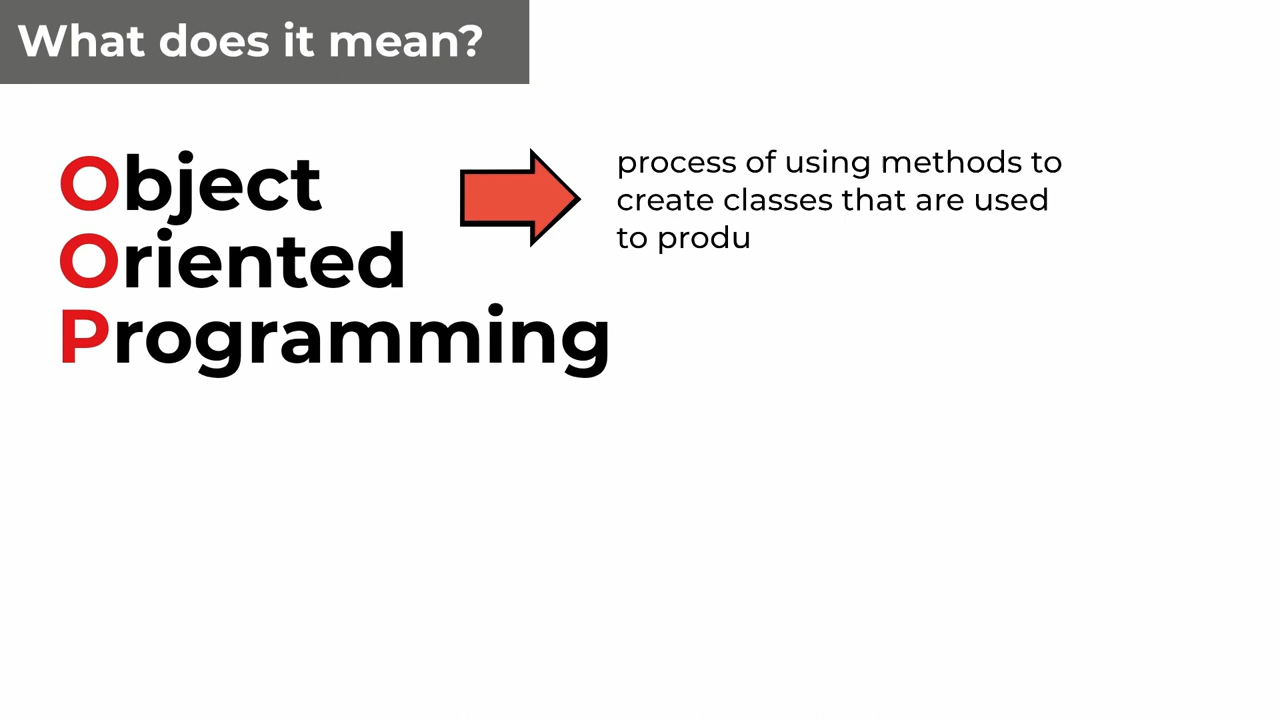 What does it mean?
Object
Oriented
Programming
process of using methods to
create classes that are used
to produ